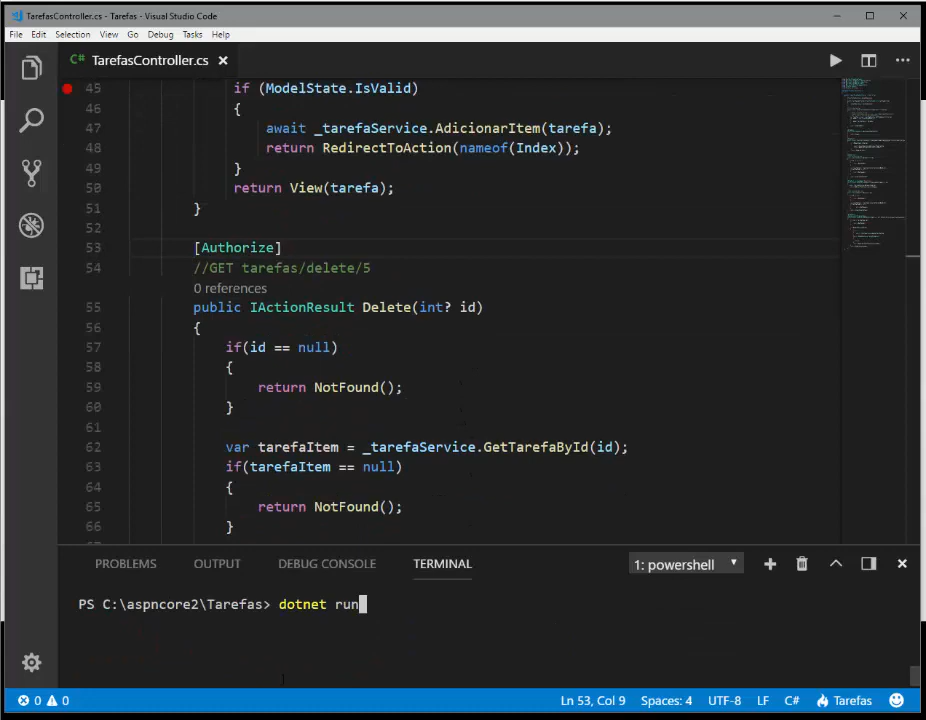 TarefasController.cs - Tarefas - Visual Studio Code
File Edit Selection View Go Debug Tasks Help
C# TarefasController.cs
45 if (ModelState.IsValid)
46 {
47 await _tarefaService.AdicionarItem(tarefa);
48 return RedirectToAction(nameof(Index));
49 }
50 return View(tarefa);
51 }
52
53 [Authorize]
54 //GET tarefas/delete/5
0 references
55 public IActionResult Delete(int? id)
56 {
57 if(id == null)
58 {
59 return NotFound();
60 }
61
62 var tarefaItem = _tarefaService.GetTarefaById(id);
63 if(tarefaItem == null)
64 {
65 return NotFound();
66 }
PROBLEMS OUTPUT DEBUG CONSOLE TERMINAL 1: powershell
PS C:\aspncore2\Tarefas> dotnet run
0 0 Ln 53, Col 9 Spaces: 4 UTF-8 LF C# Tarefas